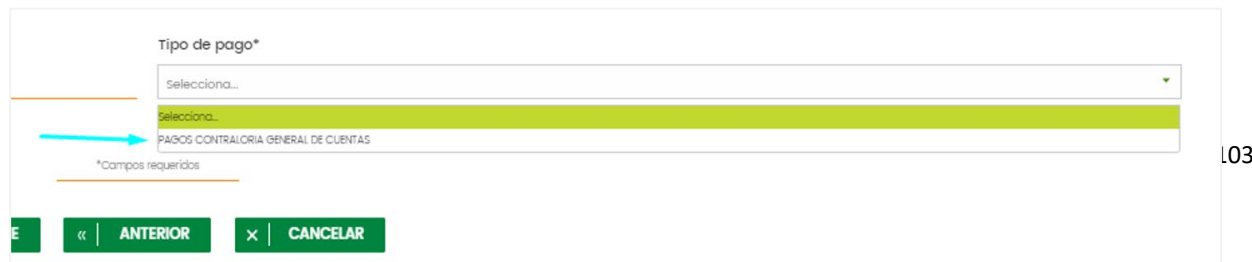 Tipo de pago*
Selecciona...
Selecciona...
PAGOS CONTRALORIA GENERAL DE CUENTAS
*Campos requeridos
103
E « ANTERIOR × CANCELAR